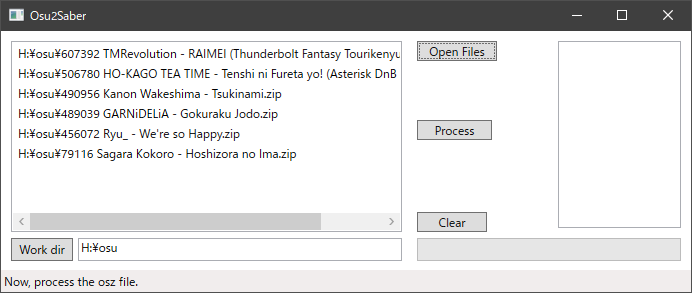 Osu2Saber
H:¥osu¥607392 TMRevolution - RAIMEI (Thunderbolt Fantasy Tourikenyu
H:¥osu¥506780 HO-KAGO TEA TIME - Tenshi ni Fureta yo! (Asterisk DnB
H:¥osu¥490956 Kanon Wakeshima - Tsukinami.zip
H:¥osu¥489039 GARNiDELiA - Gokuraku Jodo.zip
H:¥osu¥456072 Ryu_ - We're so Happy.zip
H:¥osu¥79116 Sagara Kokoro - Hoshizora no Ima.zip
Open Files
Process
Clear
Work dir
H:¥osu
Now, process the osz file.